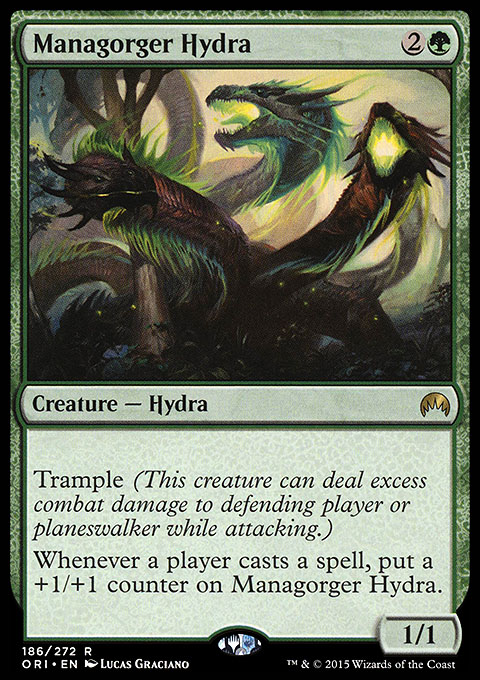 Managorger Hydra 2
Creature — Hydra
Trample (This creature can deal excess
combat damage to defending player or
planeswalker while attacking.)
Whenever a player casts a spell, put a
+1/+1 counter on Managorger Hydra.
1/1
186/272 R
ORI • EN Lucas Graciano
™ & © 2015 Wizards of the Coast